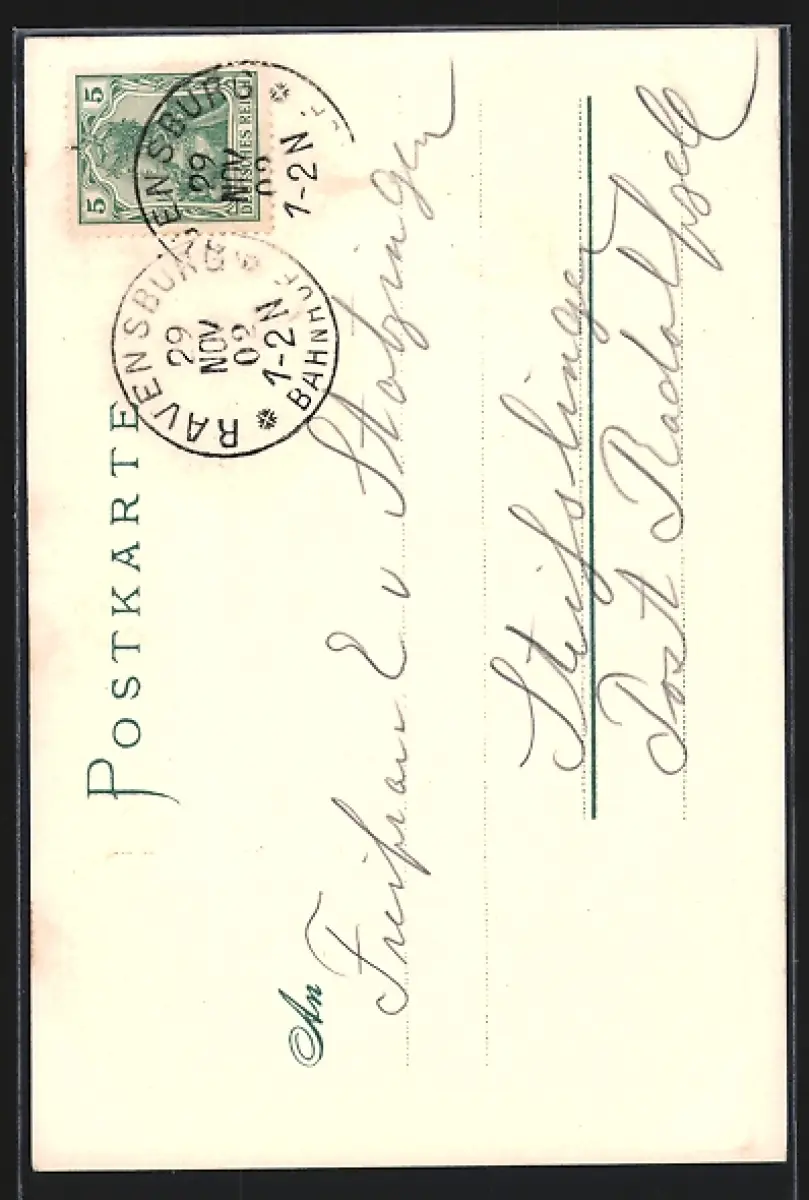 POSTKARTE
5
5
DEUTSCHES REICH
RAVENSBURG
29
NOV
02
1-2N
RAVENSBURG
29
NOV
02
1-2N
BAHNHOF
An
Freifrau E v Stotzingen
Steißlingen
Post Radolfzell